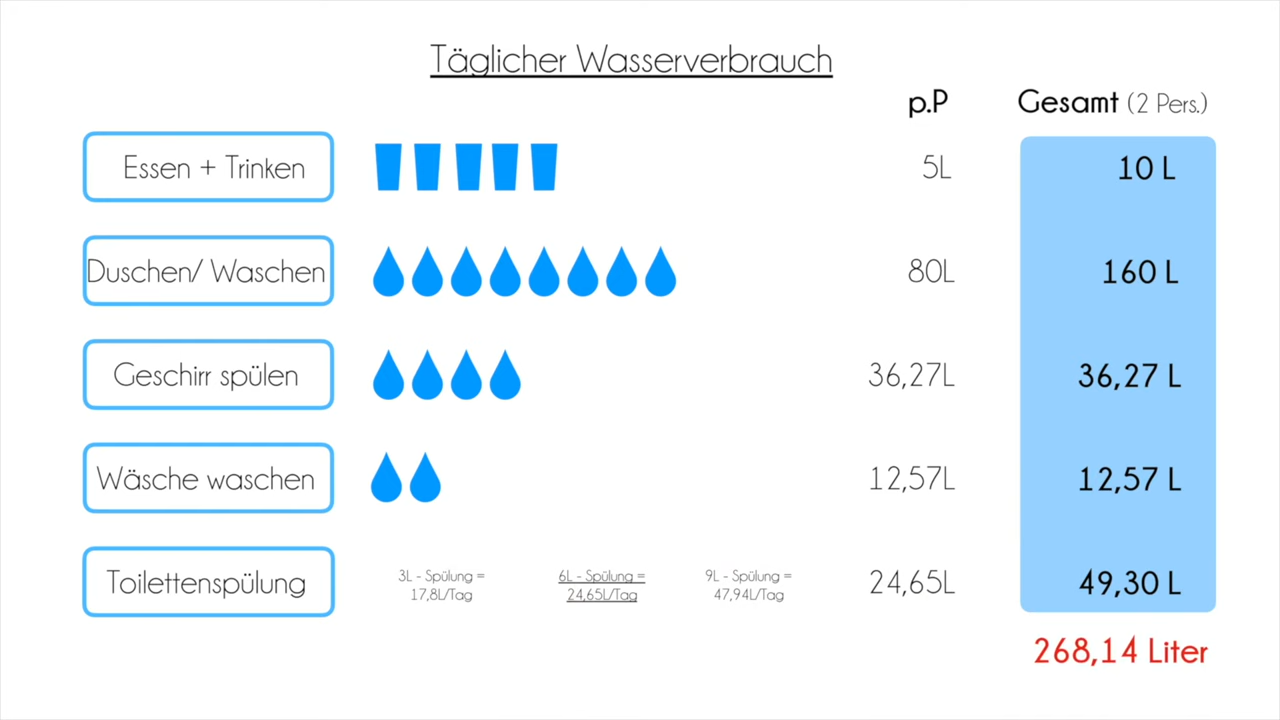 Täglicher Wasserverbrauch
p.P Gesamt (2 Pers.)
Essen + Trinken 5L 10 L
Duschen/ Waschen 80L 160 L
Geschirr spülen 36,27L 36,27 L
Wäsche waschen 12,57L 12,57 L
Toilettenspülung 3L - Spülung = 6L - Spülung = 9L - Spülung = 24,65L 49,30 L
17,8L/Tag 24,65L/Tag 47,94L/Tag
268,14 Liter